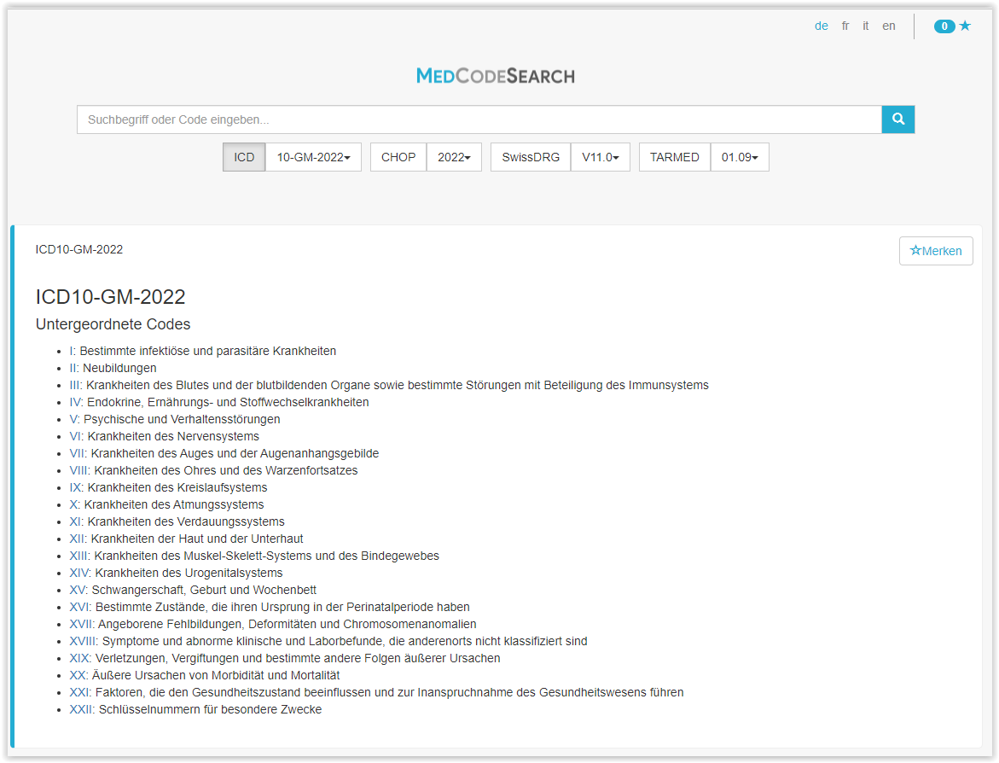 de fr it en 0
MEDCODESEARCH
Suchbegriff oder Code eingeben...
ICD 10-GM-2022 CHOP 2022 SwissDRG V11.0 TARMED 01.09
ICD10-GM-2022 Merken
ICD10-GM-2022
Untergeordnete Codes
I: Bestimmte infektiöse und parasitäre Krankheiten
II: Neubildungen
III: Krankheiten des Blutes und der blutbildenden Organe sowie bestimmte Störungen mit Beteiligung des Immunsystems
IV: Endokrine, Ernährungs- und Stoffwechselkrankheiten
V: Psychische und Verhaltensstörungen
VI: Krankheiten des Nervensystems
VII: Krankheiten des Auges und der Augenanhangsgebilde
VIII: Krankheiten des Ohres und des Warzenfortsatzes
IX: Krankheiten des Kreislaufsystems
X: Krankheiten des Atmungssystems
XI: Krankheiten des Verdauungssystems
XII: Krankheiten der Haut und der Unterhaut
XIII: Krankheiten des Muskel-Skelett-Systems und des Bindegewebes
XIV: Krankheiten des Urogenitalsystems
XV: Schwangerschaft, Geburt und Wochenbett
XVI: Bestimmte Zustände, die ihren Ursprung in der Perinatalperiode haben
XVII: Angeborene Fehlbildungen, Deformitäten und Chromosomenanomalien
XVIII: Symptome und abnorme klinische und Laborbefunde, die anderenorts nicht klassifiziert sind
XIX: Verletzungen, Vergiftungen und bestimmte andere Folgen äußerer Ursachen
XX: Äußere Ursachen von Morbidität und Mortalität
XXI: Faktoren, die den Gesundheitszustand beeinflussen und zur Inanspruchnahme des Gesundheitswesens führen
XXII: Schlüsselnummern für besondere Zwecke